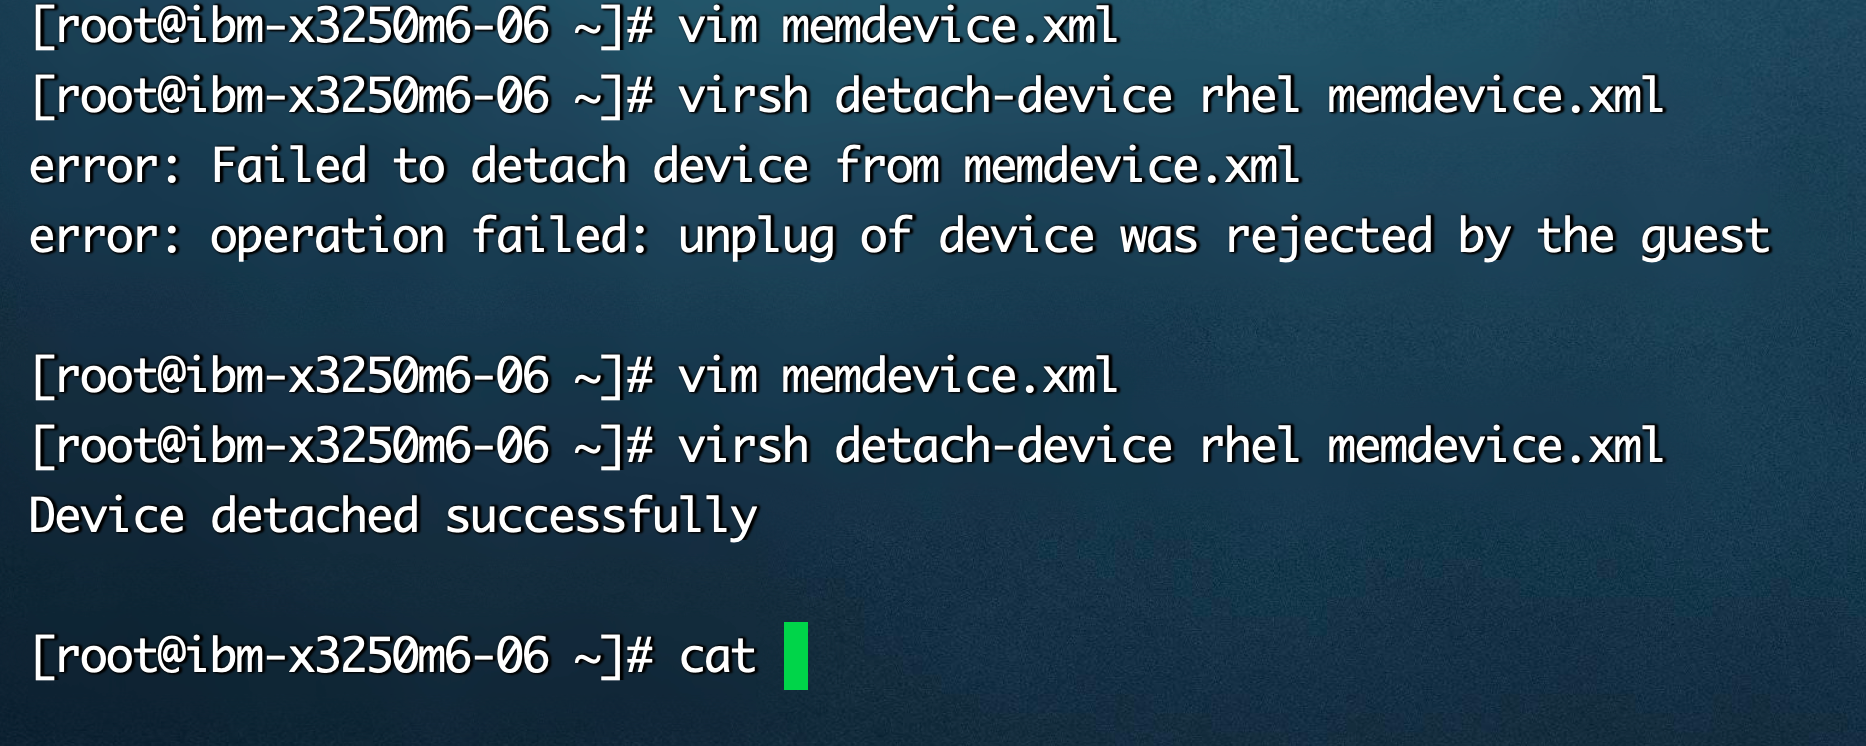 [root@ibm-x3250m6-06 ~]# vim memdevice.xml
[root@ibm-x3250m6-06 ~]# virsh detach-device rhel memdevice.xml
error: Failed to detach device from memdevice.xml
error: operation failed: unplug of device was rejected by the guest
[root@ibm-x3250m6-06 ~]# vim memdevice.xml
[root@ibm-x3250m6-06 ~]# virsh detach-device rhel memdevice.xml
Device detached successfully
[root@ibm-x3250m6-06 ~]# cat